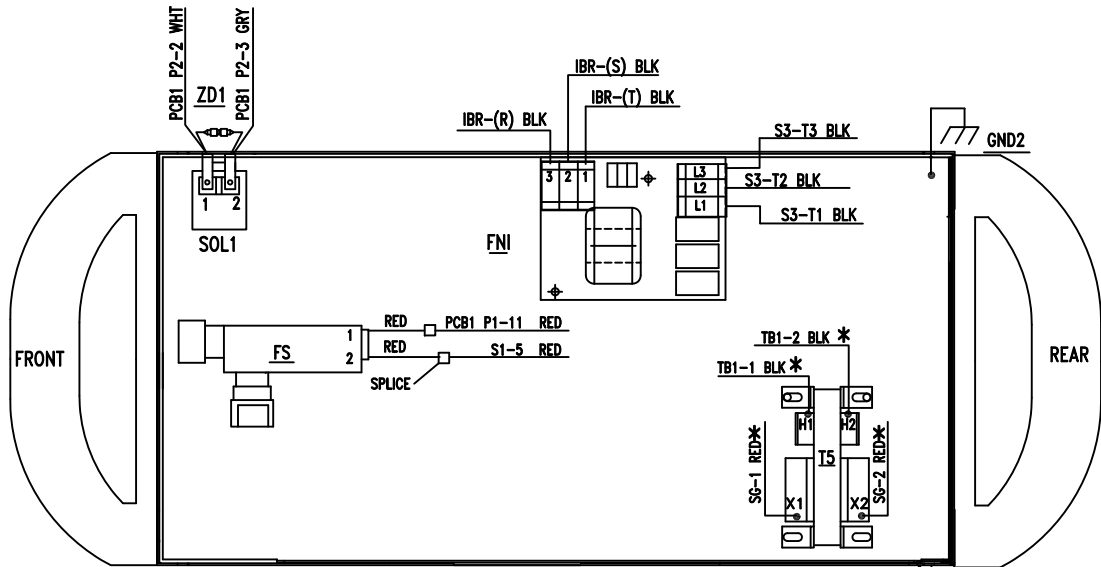 PCB1 P2-2 WHT
PCB1 P2-3 GRY
ZD1
IBR-(S) BLK
IBR-(T) BLK
IBR-(R) BLK
S3-T3 BLK
GND2
1 2
SOL1
3 2 1
L3
L2
L1
S3-T2 BLK
S3-T1 BLK
FNI
FRONT
FS
1
2
RED
PCB1 P1-11 RED
RED
S1-5 RED
SPLICE
TB1-2 BLK *
TB1-1 BLK *
REAR
H1
H2
T5
SG-1 RED*
SG-2 RED*
X1
X2